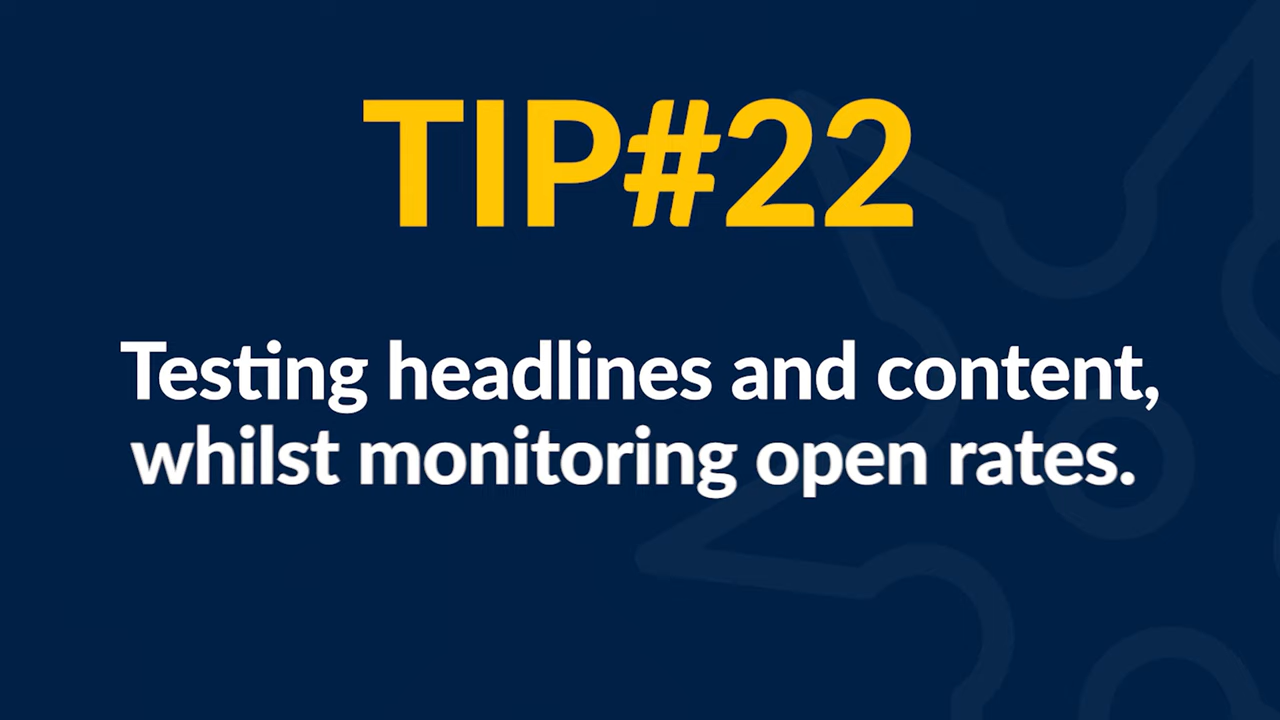 TIP#22
Testing headlines and content,
whilst monitoring open rates.